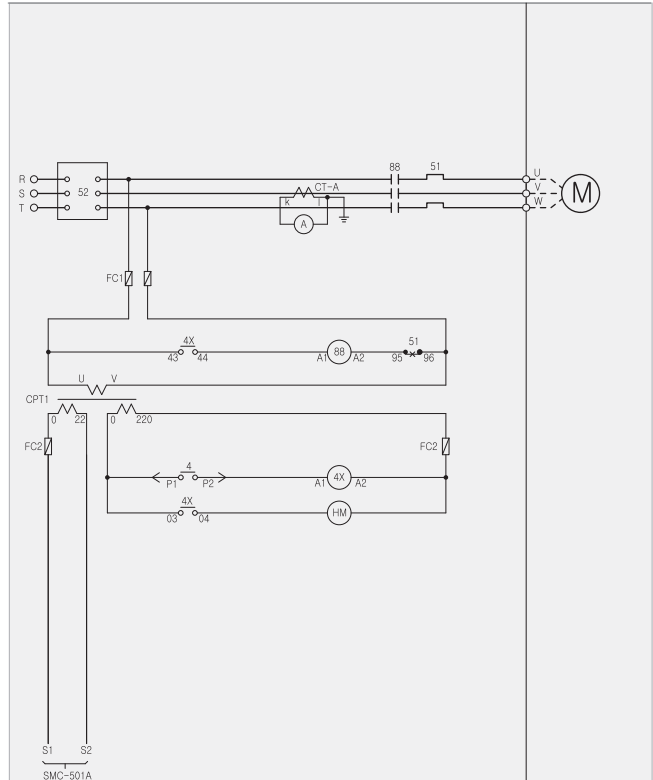 88 51
R U
CT-A
S 52 V M
T k l W
A
FC1
4X 51
43 44 A1 88 A2 95 96
U V
CPT1
0 22 0 220
FC2 FC2
4
P1 P2 A1 4X A2
4X
03 04 HM
S1 S2
SMC-501A